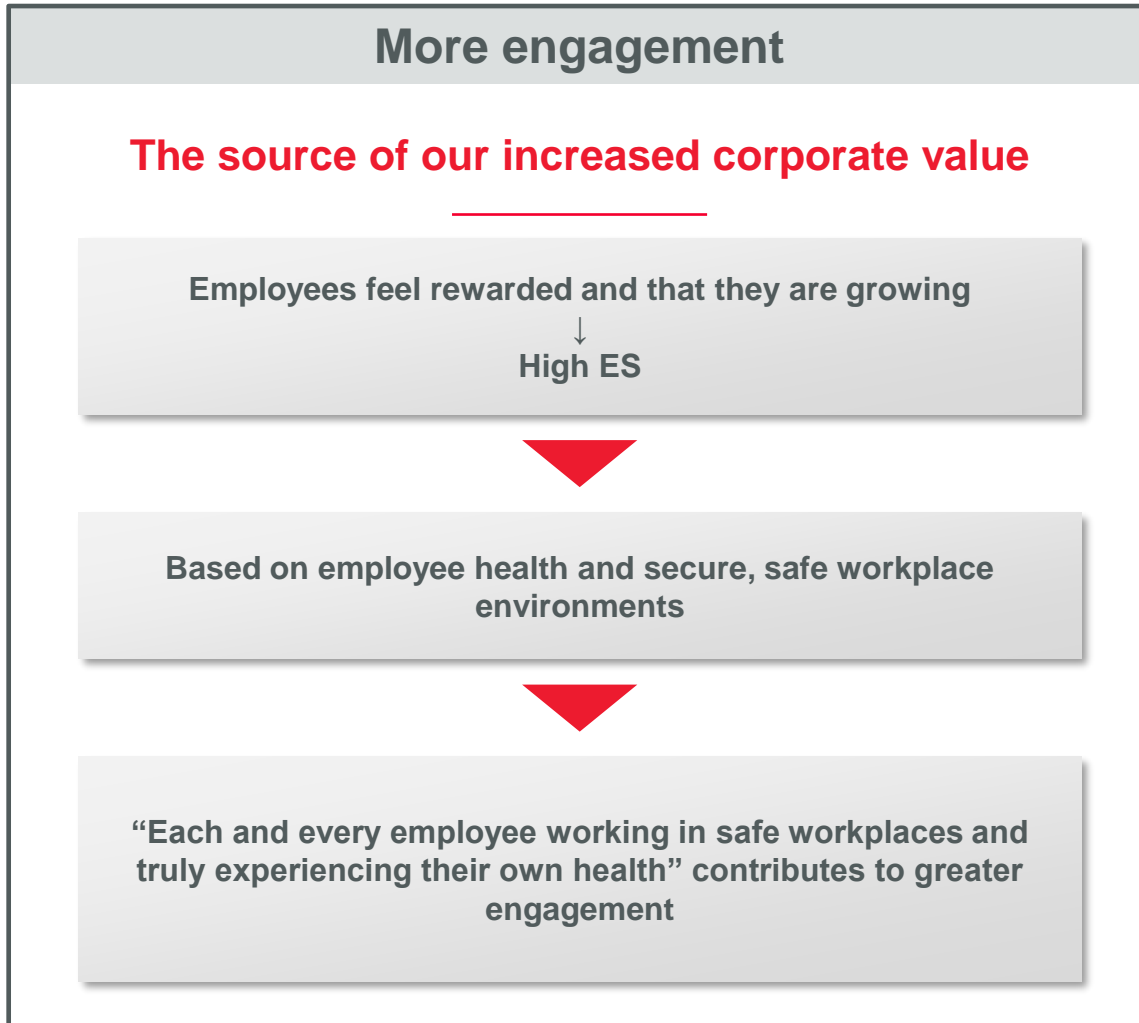 More engagement
The source of our increased corporate value
Employees feel rewarded and that they are growing
↓
High ES
Based on employee health and secure, safe workplace
environments
“Each and every employee working in safe workplaces and
truly experiencing their own health” contributes to greater
engagement